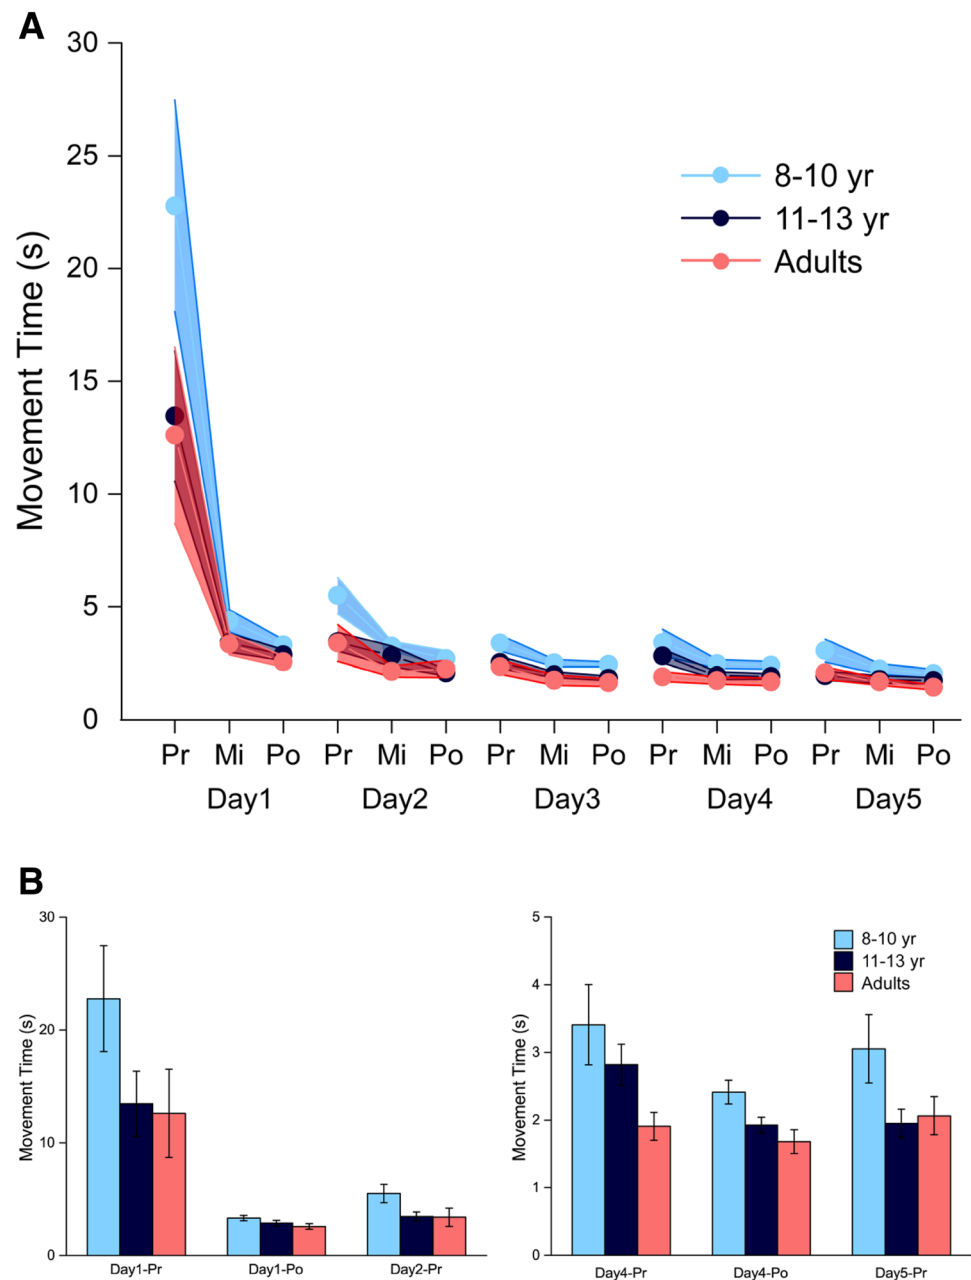 A
30
25
20
15
10
5
0
Movement Time (s)
8-10 yr
11-13 yr
Adults
Pr Mi Po Pr Mi Po Pr Mi Po Pr Mi Po Pr Mi Po
Day1 Day2 Day3 Day4 Day5
B
30
20
10
0
Movement Time (s)
Day1-Pr Day1-Po Day2-Pr
5
4
3
2
1
0
Movement Time (s)
8-10 yr
11-13 yr
Adults
Day4-Pr Day4-Po Day5-Pr